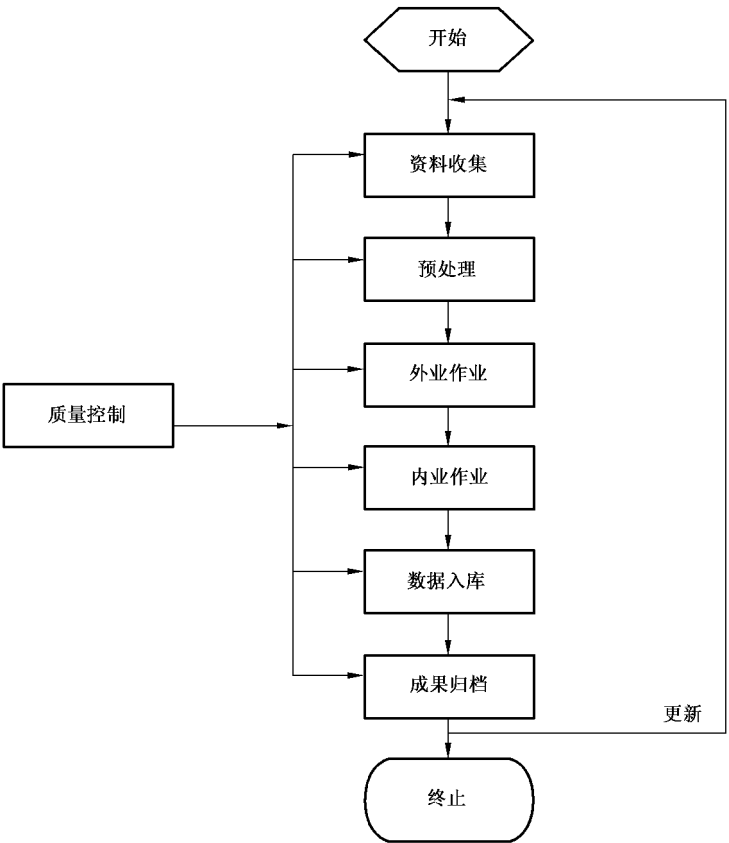 开始
资料收集
预处理
外业作业
质量控制
内业作业
数据入库
成果归档
更新
终止